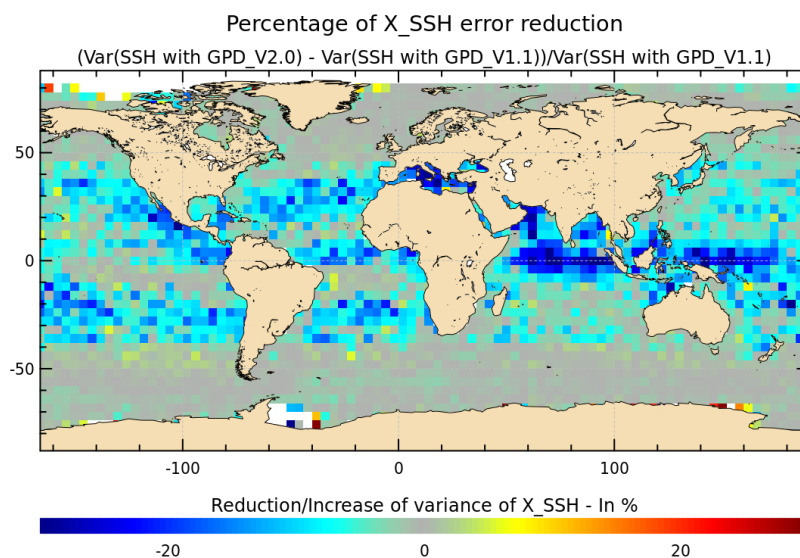 Percentage of X_SSH error reduction
(Var(SSH with GPD_V2.0) - Var(SSH with GPD_V1.1))/Var(SSH with GPD_V1.1)
50
0
-50
-100 0 100
Reduction/Increase of variance of X_SSH - In %
-20 0 20